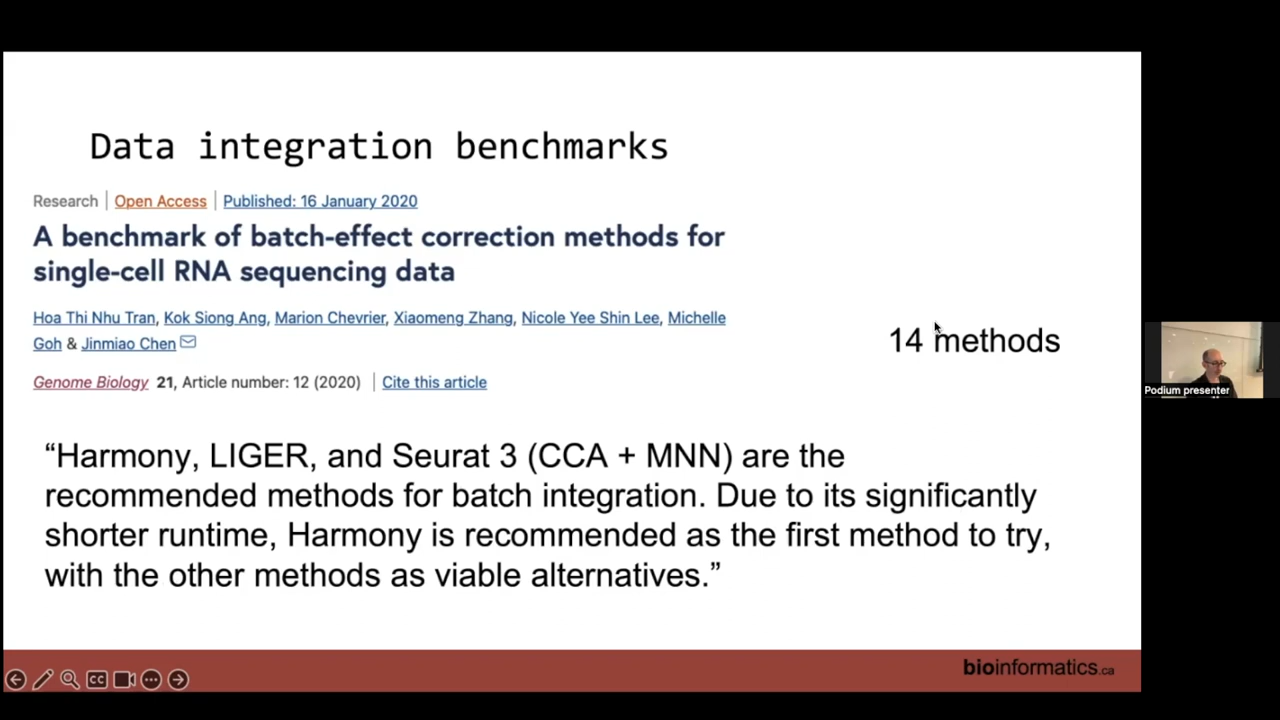 Data integration benchmarks
Research | Open Access | Published: 16 January 2020
A benchmark of batch-effect correction methods for
single-cell RNA sequencing data
Hoa Thi Nhu Tran, Kok Siong Ang, Marion Chevrier, Xiaomeng Zhang, Nicole Yee Shin Lee, Michelle
Goh & Jinmiao Chen
14 methods
Genome Biology 21, Article number: 12 (2020) | Cite this article
“Harmony, LIGER, and Seurat 3 (CCA + MNN) are the
recommended methods for batch integration. Due to its significantly
shorter runtime, Harmony is recommended as the first method to try,
with the other methods as viable alternatives.”
CC
bioinformatics.ca
Podium presenter